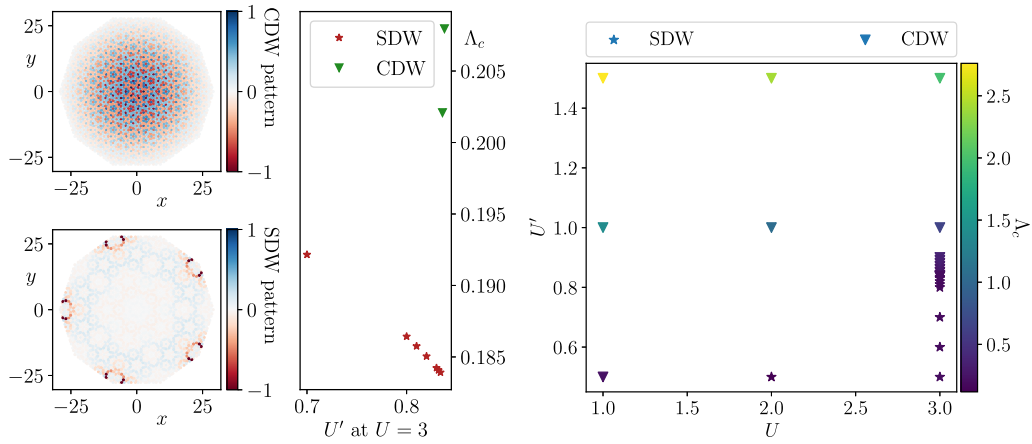 25
0
−25
y
−25 0 25
x
1
0
−1
CDW pattern
25
0
−25
y
−25 0 25
x
1
0
−1
SDW pattern
SDW
CDW
Λc
0.205
0.200
0.195
0.190
0.185
0.7 0.8
U′ at U = 3
SDW CDW
1.4
1.2
1.0
0.8
0.6
U′
1.0 1.5 2.0 2.5 3.0
U
2.5
2.0
1.5
1.0
0.5
Λc